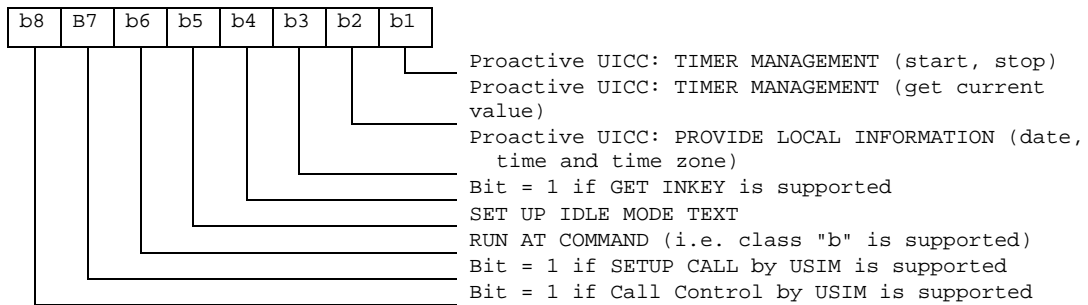 b8 B7 b6 b5 b4 b3 b2 b1
Proactive UICC: TIMER MANAGEMENT (start, stop)
Proactive UICC: TIMER MANAGEMENT (get current
value)
Proactive UICC: PROVIDE LOCAL INFORMATION (date,
time and time zone)
Bit = 1 if GET INKEY is supported
SET UP IDLE MODE TEXT
RUN AT COMMAND (i.e. class "b" is supported)
Bit = 1 if SETUP CALL by USIM is supported
Bit = 1 if Call Control by USIM is supported